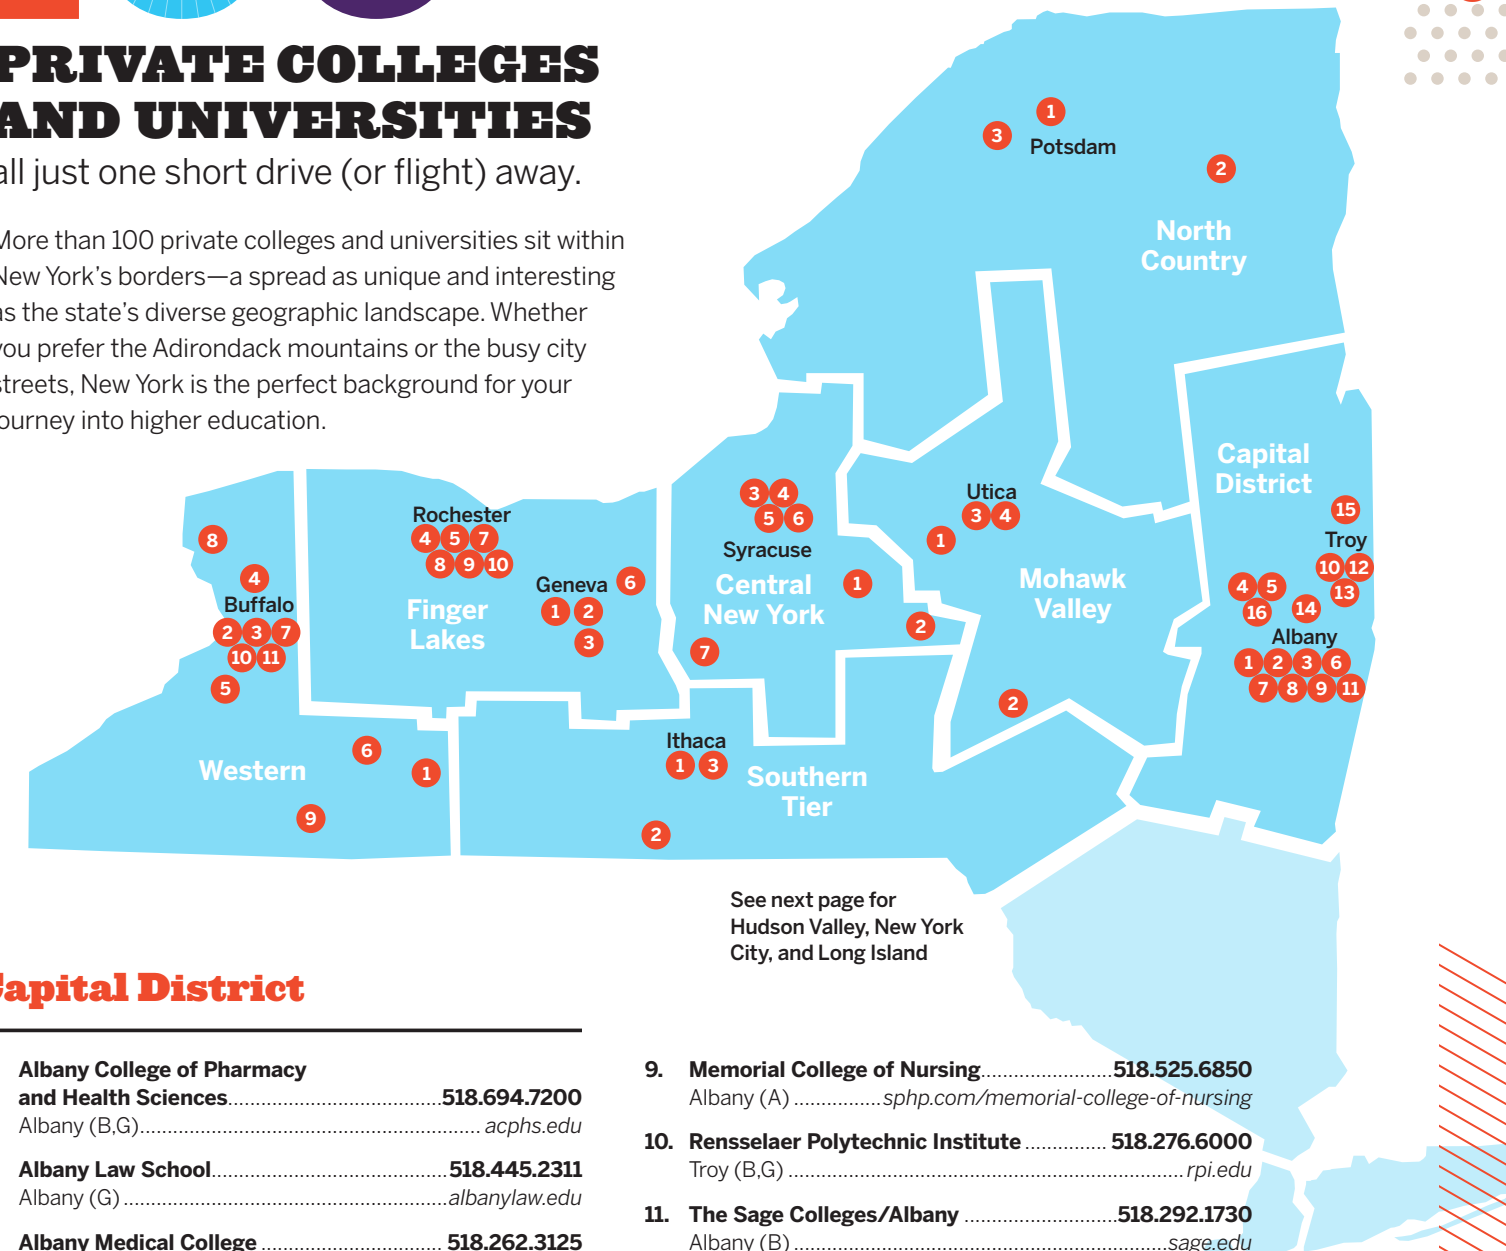 PRIVATE COLLEGES
AND UNIVERSITIES
all just one short drive (or flight) away.
More than 100 private colleges and universities sit within
New York's borders—a spread as unique and interesting
as the state's diverse geographic landscape. Whether
you prefer the Adirondack mountains or the busy city
streets, New York is the perfect background for your
journey into higher education.
1
3
Potsdam
2
North
Country
Capital
District
15
Troy
10 12
13
4 5
16
14
Albany
1 2 3 6
7 8 9 11
Utica
3 4
1
Mohawk
Valley
2
3 4
5 6
Syracuse
Central
New York
1
2
7
Rochester
4 5 7
8 9 10
Geneva
6
1 2
3
Finger
Lakes
8
4
Buffalo
2 3 7
10 11
5
Western
6
1
9
Ithaca
1 3
Southern
Tier
2
See next page for
Hudson Valley, New York
City, and Long Island
Capital District
Albany College of Pharmacy
and Health Sciences.......................................518.694.7200
Albany (B,G).............................................................. acphs.edu
Albany Law School...........................................518.445.2311
Albany (G) ...........................................................albanylaw.edu
Albany Medical College ................................. 518.262.3125
9. Memorial College of Nursing........................518.525.6850
Albany (A) ................sphp.com/memorial-college-of-nursing
10. Rensselaer Polytechnic Institute ............... 518.276.6000
Troy (B,G) ........................................................................ rpi.edu
11. The Sage Colleges/Albany ............................518.292.1730
Albany (B) ....................................................................sage.edu